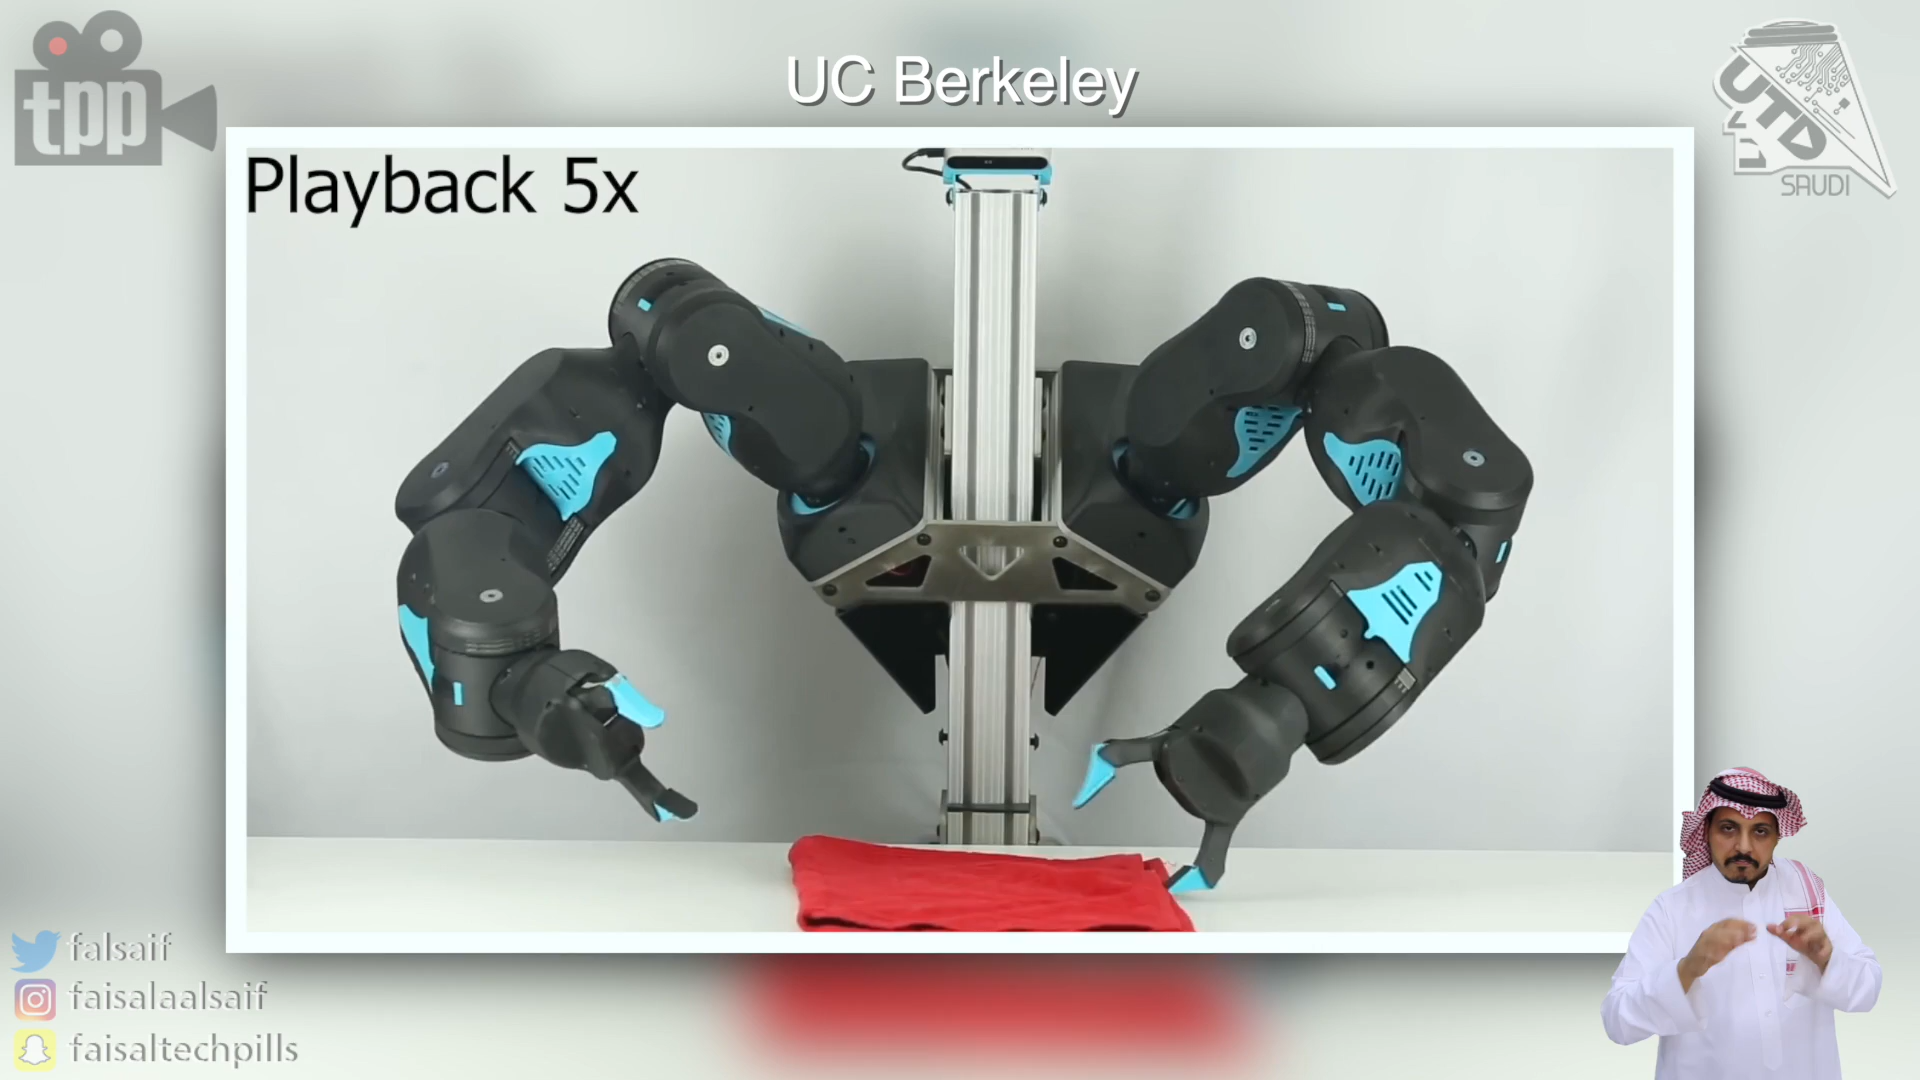 tpp
UC Berkeley
UTD
SAUDI
Playback 5x
falsaif
faisalaalsaif
faisaltechpills